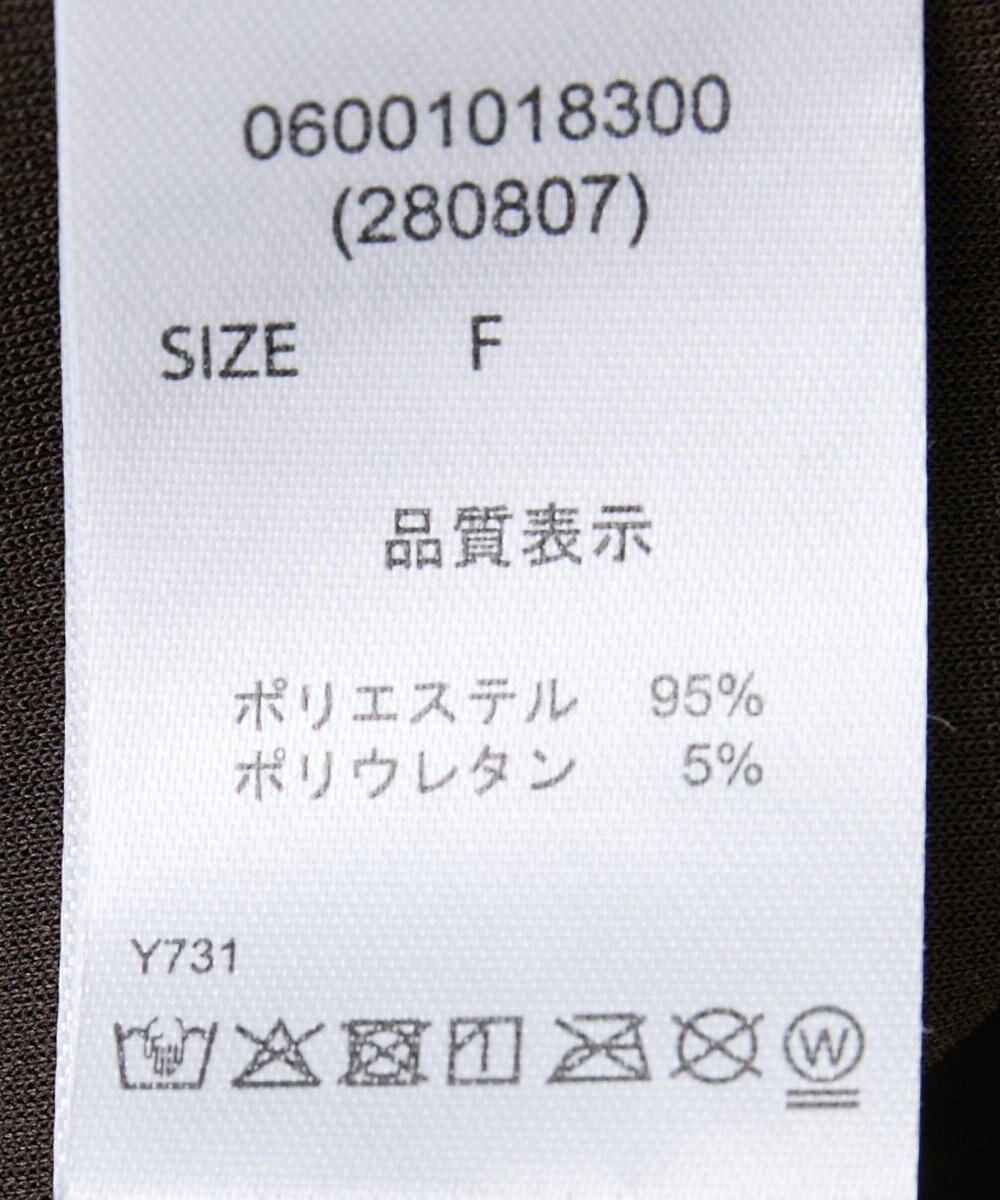 06001018300
(280807)
SIZE F
品質表示
ポリエステル 95%
ポリウレタン 5%
Y731
W